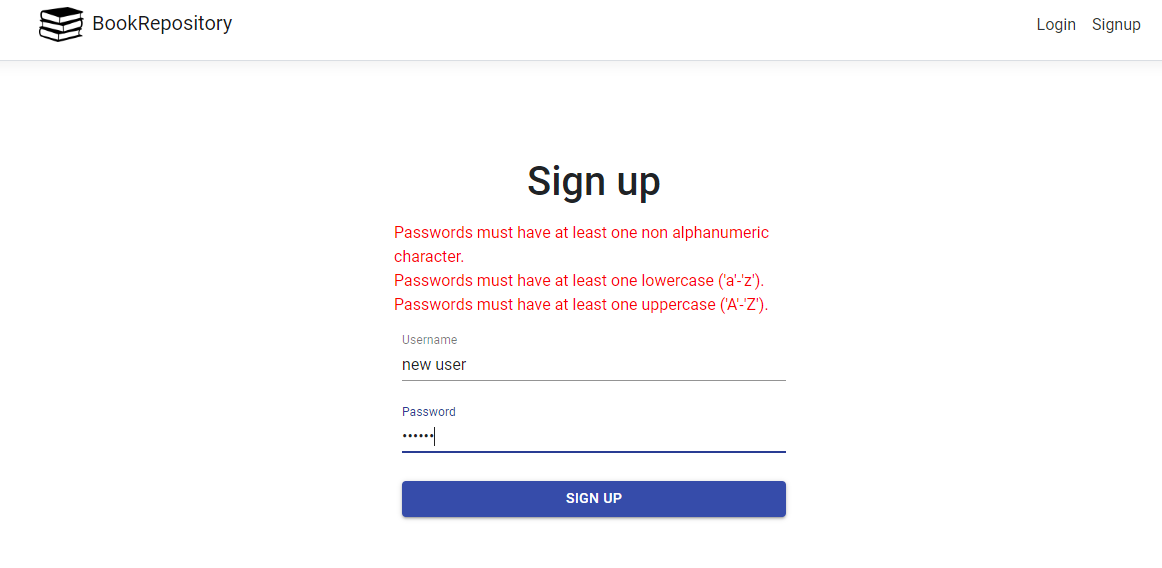 BookRepository
Login Signup
Sign up
Passwords must have at least one non alphanumeric
character.
Passwords must have at least one lowercase ('a'-'z').
Passwords must have at least one uppercase ('A'-'Z').
Username
new user
Password
••••••
SIGN UP